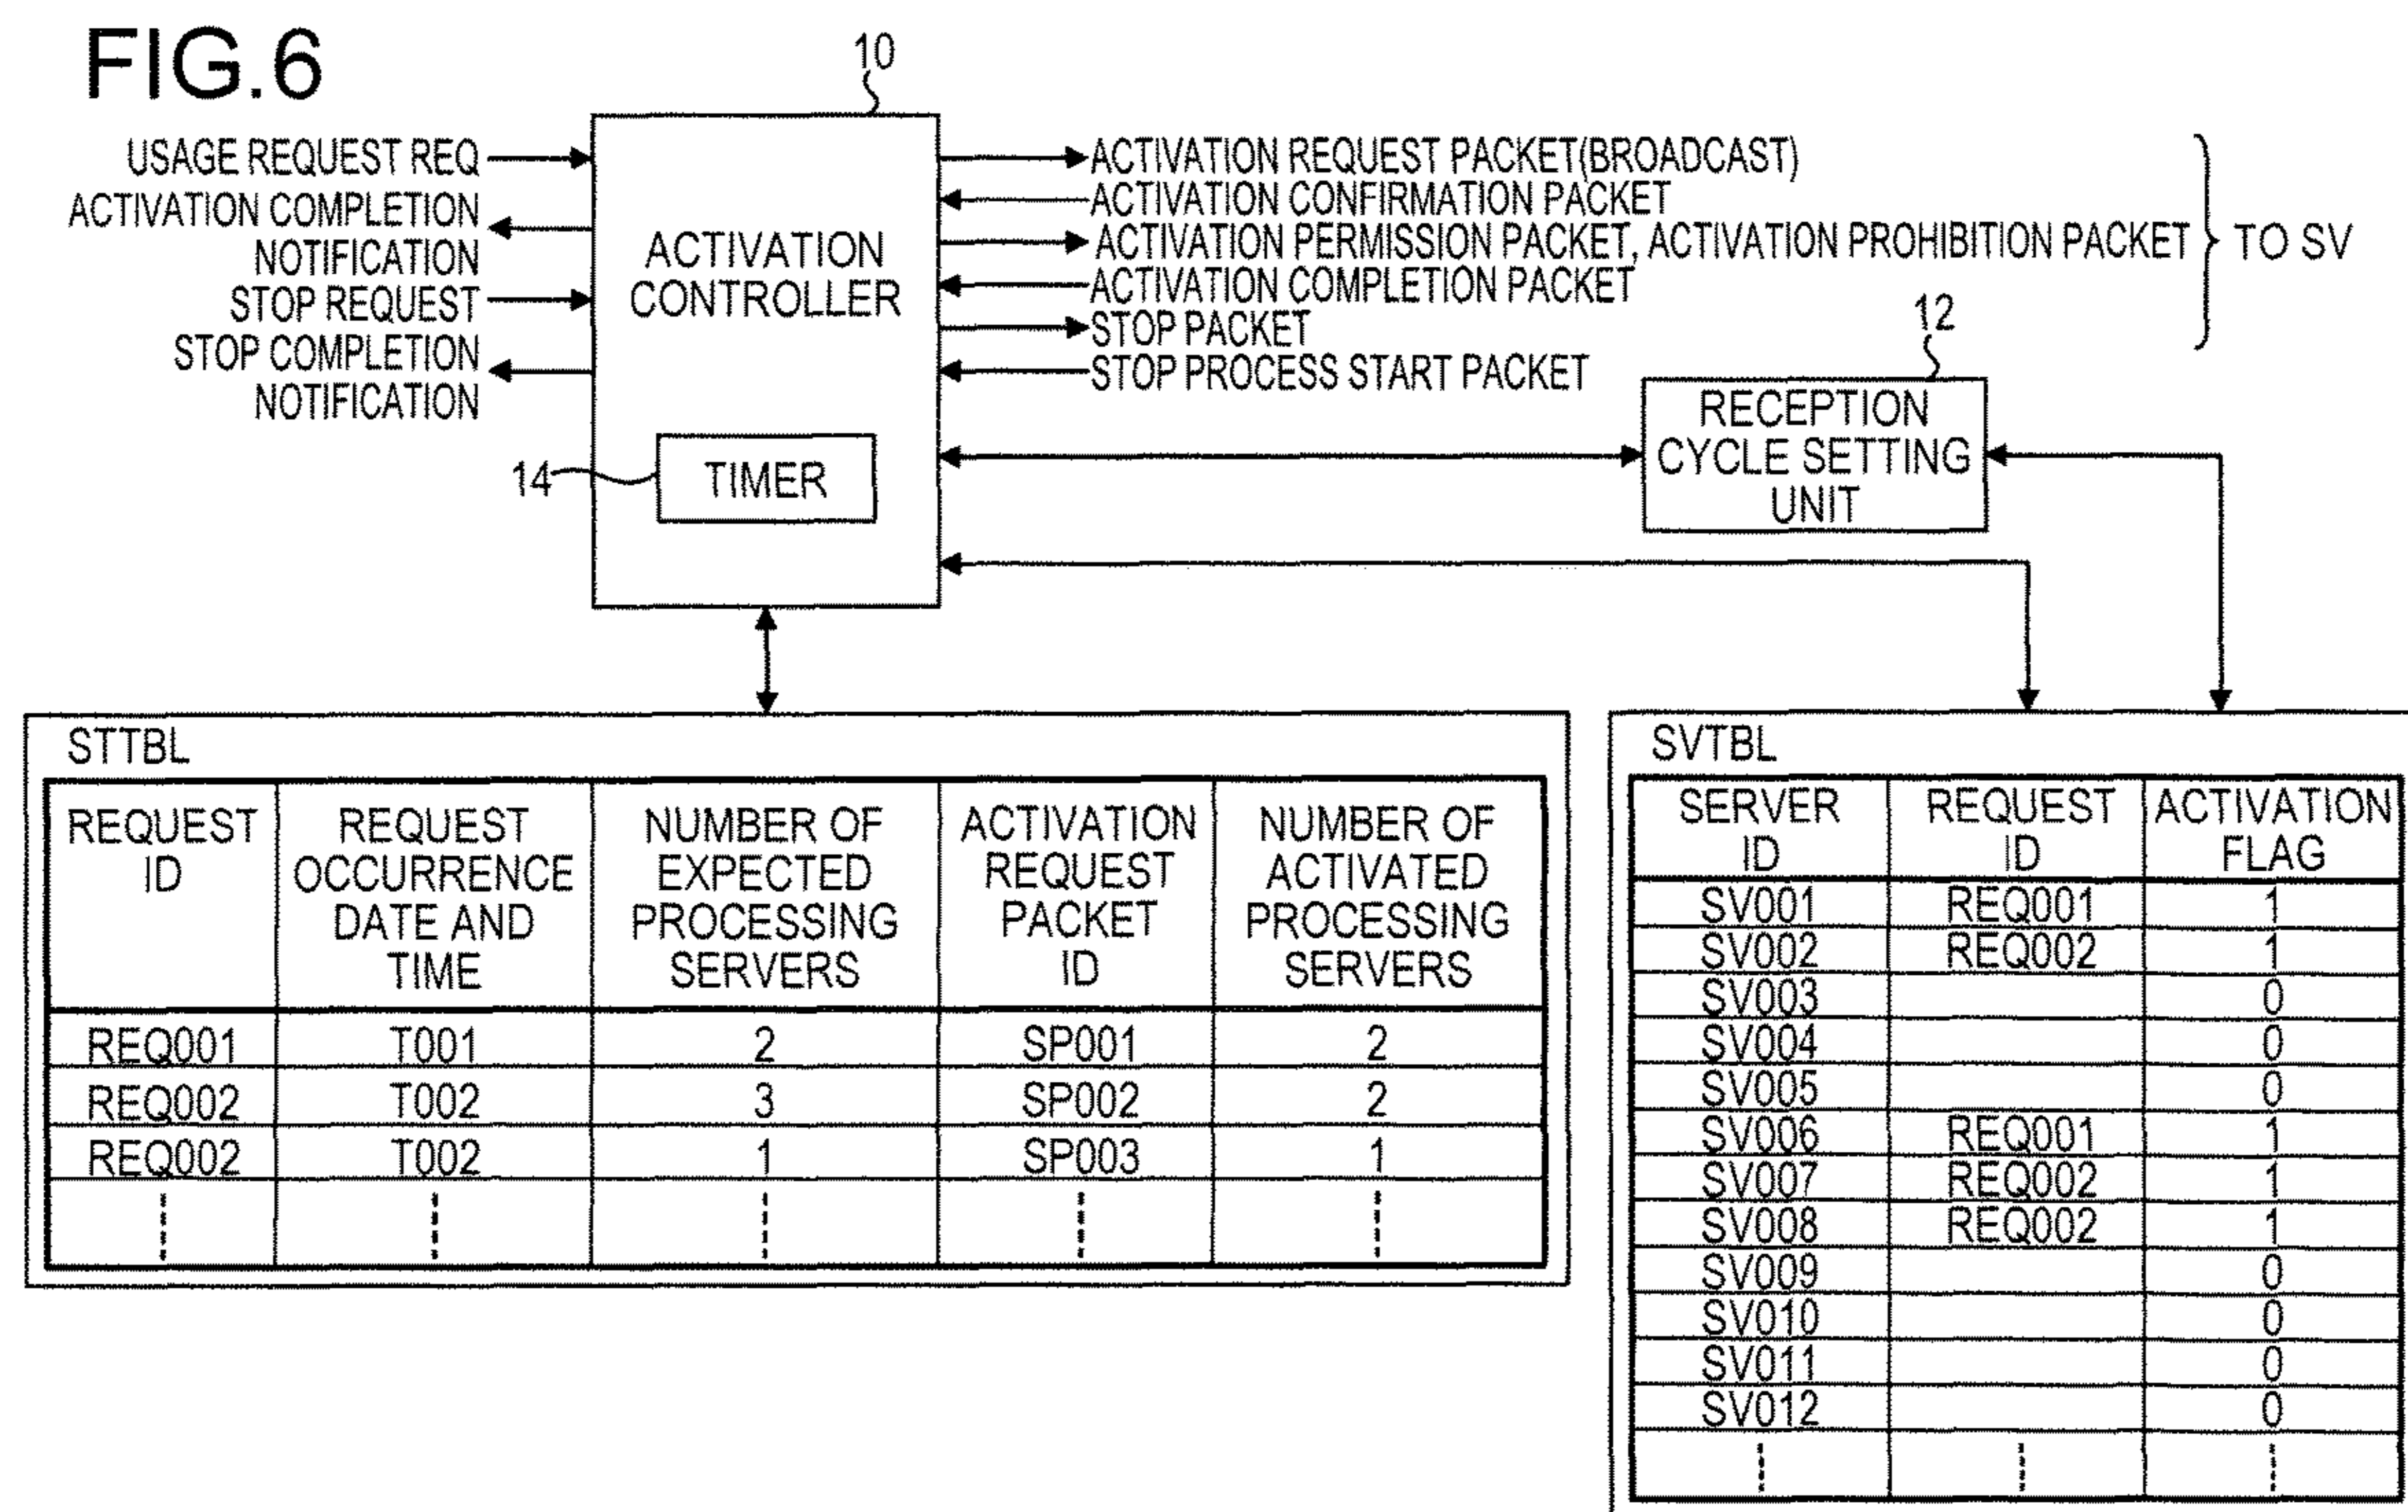 FIG.6
10
USAGE REQUEST REQ
ACTIVATION COMPLETION
NOTIFICATION
STOP REQUEST
STOP COMPLETION
NOTIFICATION
ACTIVATION
CONTROLLER
14
TIMER
ACTIVATION REQUEST PACKET(BROADCAST)
ACTIVATION CONFIRMATION PACKET
ACTIVATION PERMISSION PACKET, ACTIVATION PROHIBITION PACKET
ACTIVATION COMPLETION PACKET
STOP PACKET
STOP PROCESS START PACKET
TO SV
12
RECEPTION
CYCLE SETTING
UNIT
STTBL
REQUEST
ID
REQUEST
OCCURRENCE
DATE AND
TIME
NUMBER OF
EXPECTED
PROCESSING
SERVERS
ACTIVATION
REQUEST
PACKET
ID
NUMBER OF
ACTIVATED
PROCESSING
SERVERS
REQ001 T001 2 SP001 2
REQ002 T002 3 SP002 2
REQ002 T002 1 SP003 1
SVTBL
SERVER
ID
REQUEST
ID
ACTIVATION
FLAG
SV001 REQ001 1
SV002 REQ002 1
SV003 0
SV004 0
SV005 0
SV006 REQ001 1
SV007 REQ002 1
SV008 REQ002 1
SV009 0
SV010 0
SV011 0
SV012 0